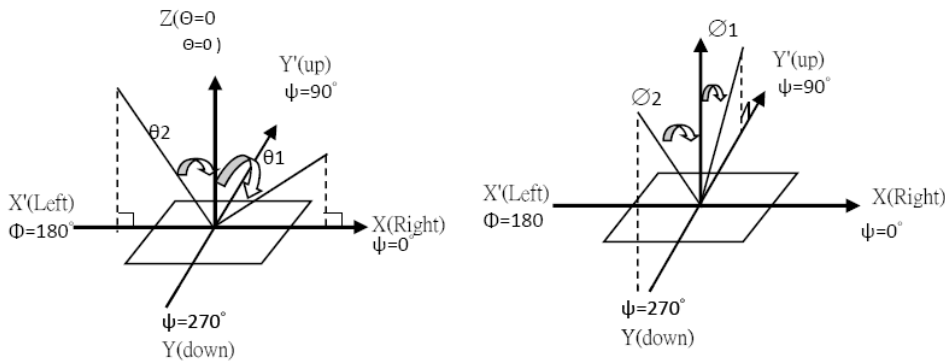 Z(Θ=0
Θ=0 )
Y'(up)
ψ=90°
θ2
θ1
X'(Left)
Φ=180°
X(Right)
ψ=0°
ψ=270°
Y(down)
∅1
Y'(up)
ψ=90°
∅2
X'(Left)
Φ=180
X(Right)
ψ=0°
ψ=270°
Y(down)